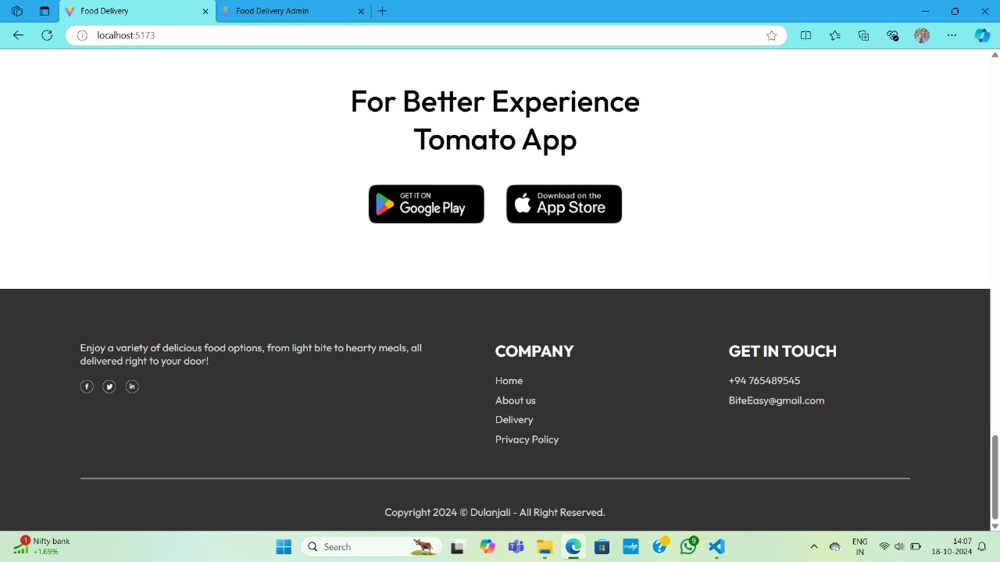 Food Delivery
Food Delivery Admin
localhost:5173
For Better Experience
Tomato App
GET IT ON
Google Play
Download on the
App Store
Enjoy a variety of delicious food options, from light bite to hearty meals, all
delivered right to your door!
f
in
COMPANY
Home
About us
Delivery
Privacy Policy
GET IN TOUCH
+94 765489545
BiteEasy@gmail.com
Copyright 2024 © Dulanjali - All Right Reserved.
1
Nifty bank
+1.69%
Search
myhp
9
ENG
IN
14:07
18-10-2024